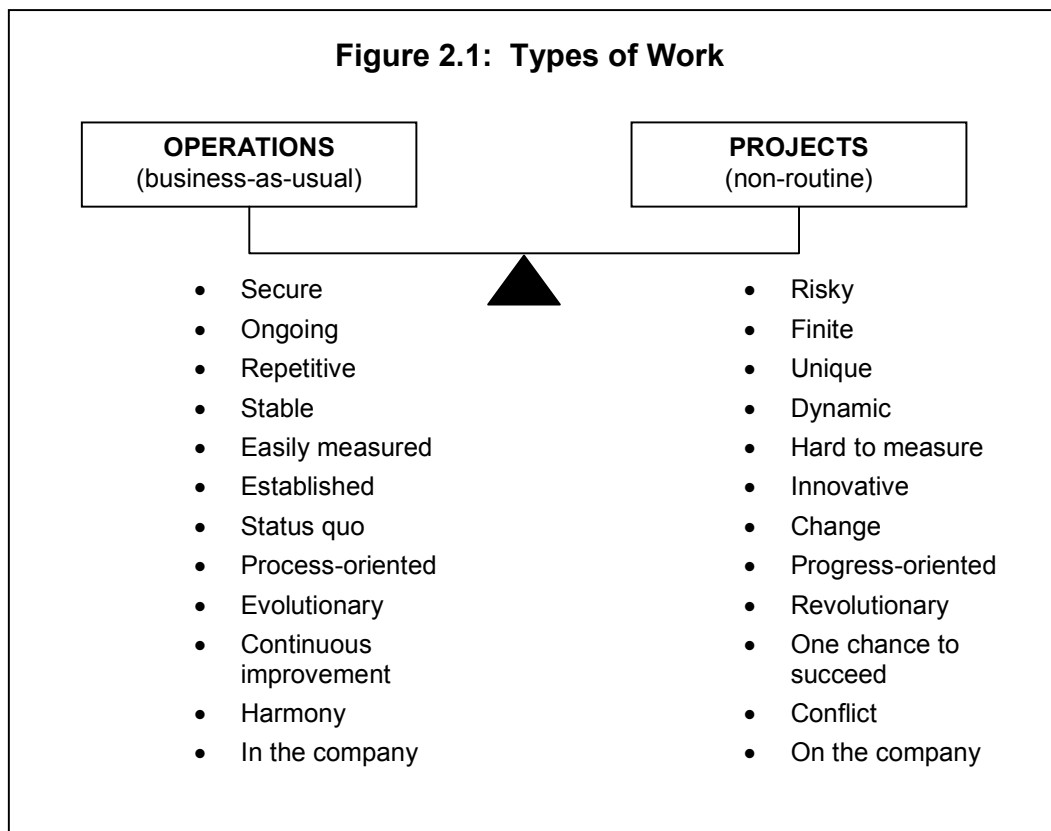 Figure 2.1: Types of Work
OPERATIONS
(business-as-usual)
PROJECTS
(non-routine)
• Secure
• Ongoing
• Repetitive
• Stable
• Easily measured
• Established
• Status quo
• Process-oriented
• Evolutionary
• Continuous
improvement
• Harmony
• In the company
• Risky
• Finite
• Unique
• Dynamic
• Hard to measure
• Innovative
• Change
• Progress-oriented
• Revolutionary
• One chance to
succeed
• Conflict
• On the company